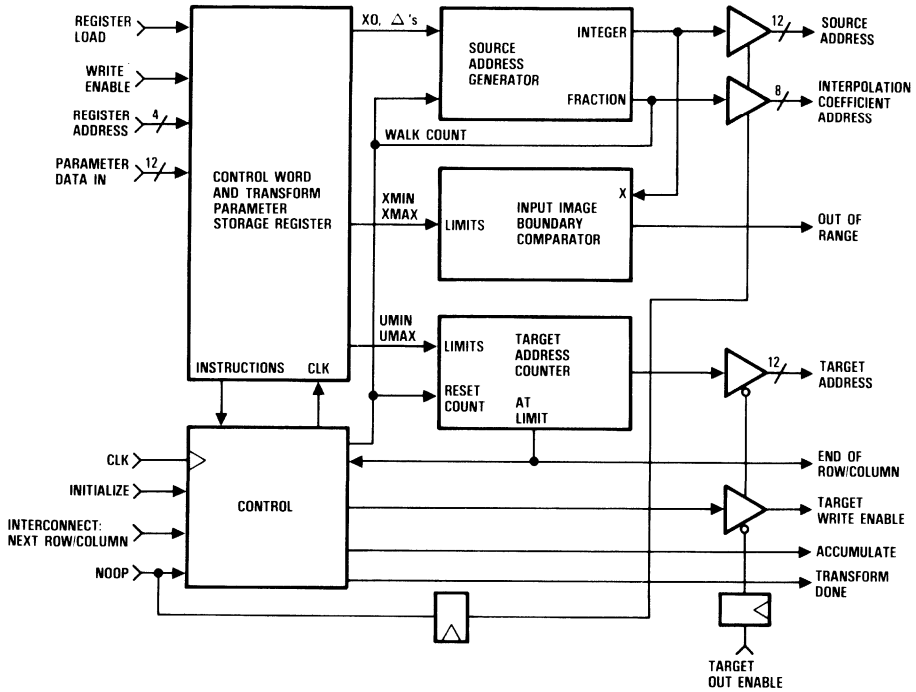 REGISTER
LOAD
WRITE
ENABLE
REGISTER
ADDRESS
4
PARAMETER
DATA IN
12
CONTROL WORD
AND TRANSFORM
PARAMETER
STORAGE REGISTER
INSTRUCTIONS
CLK
XO, Δ's
SOURCE
ADDRESS
GENERATOR
INTEGER
FRACTION
12
SOURCE
ADDRESS
8
INTERPOLATION
COEFFICIENT
ADDRESS
WALK COUNT
XMIN
XMAX
LIMITS
INPUT IMAGE
BOUNDARY
COMPARATOR
X
OUT OF
RANGE
UMIN
UMAX
LIMITS
TARGET
ADDRESS
COUNTER
RESET
COUNT
AT
LIMIT
12
TARGET
ADDRESS
CLK
INITIALIZE
INTERCONNECT:
NEXT ROW/COLUMN
NOOP
CONTROL
END OF
ROW/COLUMN
TARGET
WRITE ENABLE
ACCUMULATE
TRANSFORM
DONE
TARGET
OUT ENABLE